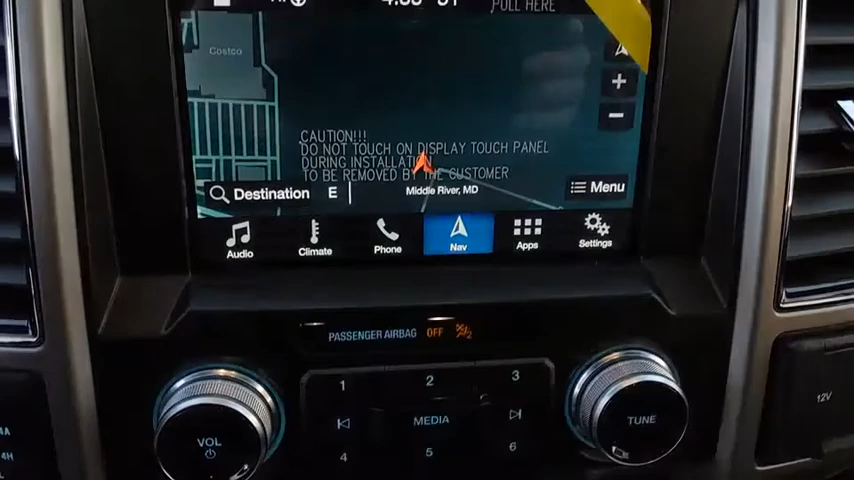 PULL HERE
Costco
CAUTION!!!
DO NOT TOUCH ON DISPLAY TOUCH PANEL
DURING INSTALLATION
TO BE REMOVED BY THE CUSTOMER
Destination E Middle River, MD Menu
Audio Climate Phone Nav Apps Settings
PASSENGER AIRBAG OFF
1 2 3
MEDIA
4 5 6
VOL
TUNE
12V
4H